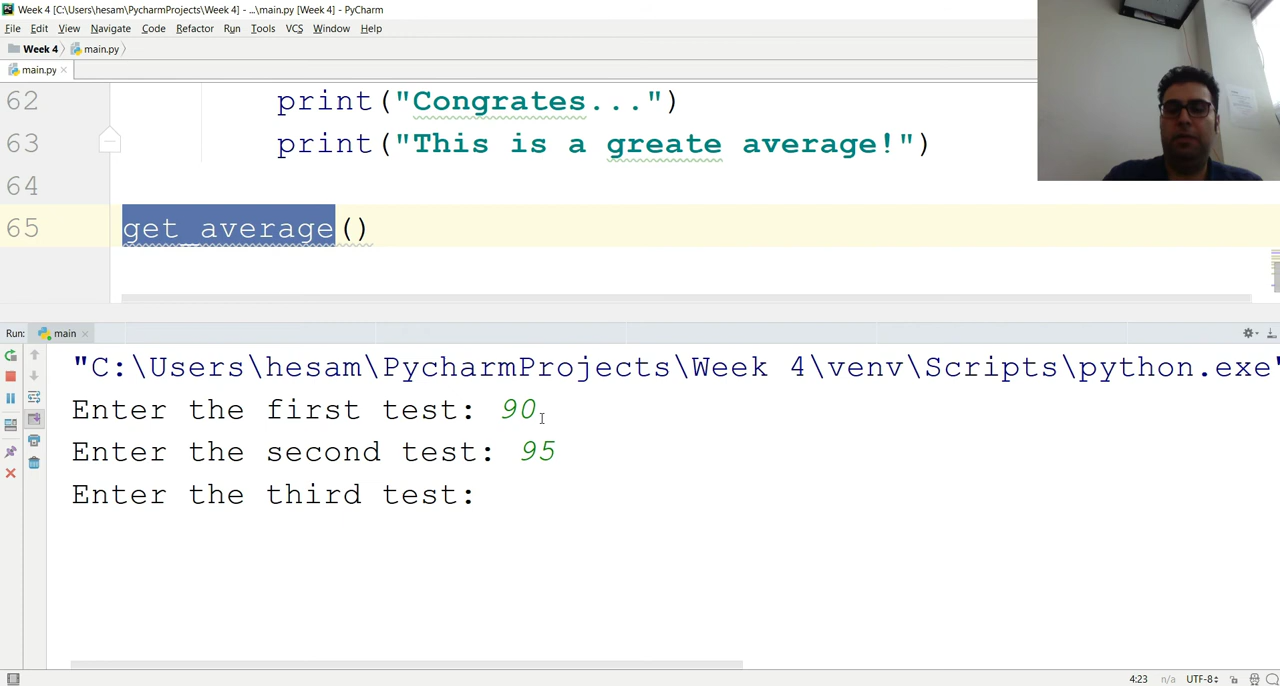 Week 4 [C:\Users\hesam\PycharmProjects\Week 4] - ...\main.py [Week 4] - PyCharm
File Edit View Navigate Code Refactor Run Tools VCS Window Help
Week 4 main.py
main.py
62 print("Congrates...")
63 print("This is a greate average!")
64
65 get_average()
Run: main
"C:\Users\hesam\PycharmProjects\Week 4\venv\Scripts\python.exe"
Enter the first test: 90
Enter the second test: 95
Enter the third test:
4:23 n/a UTF-8